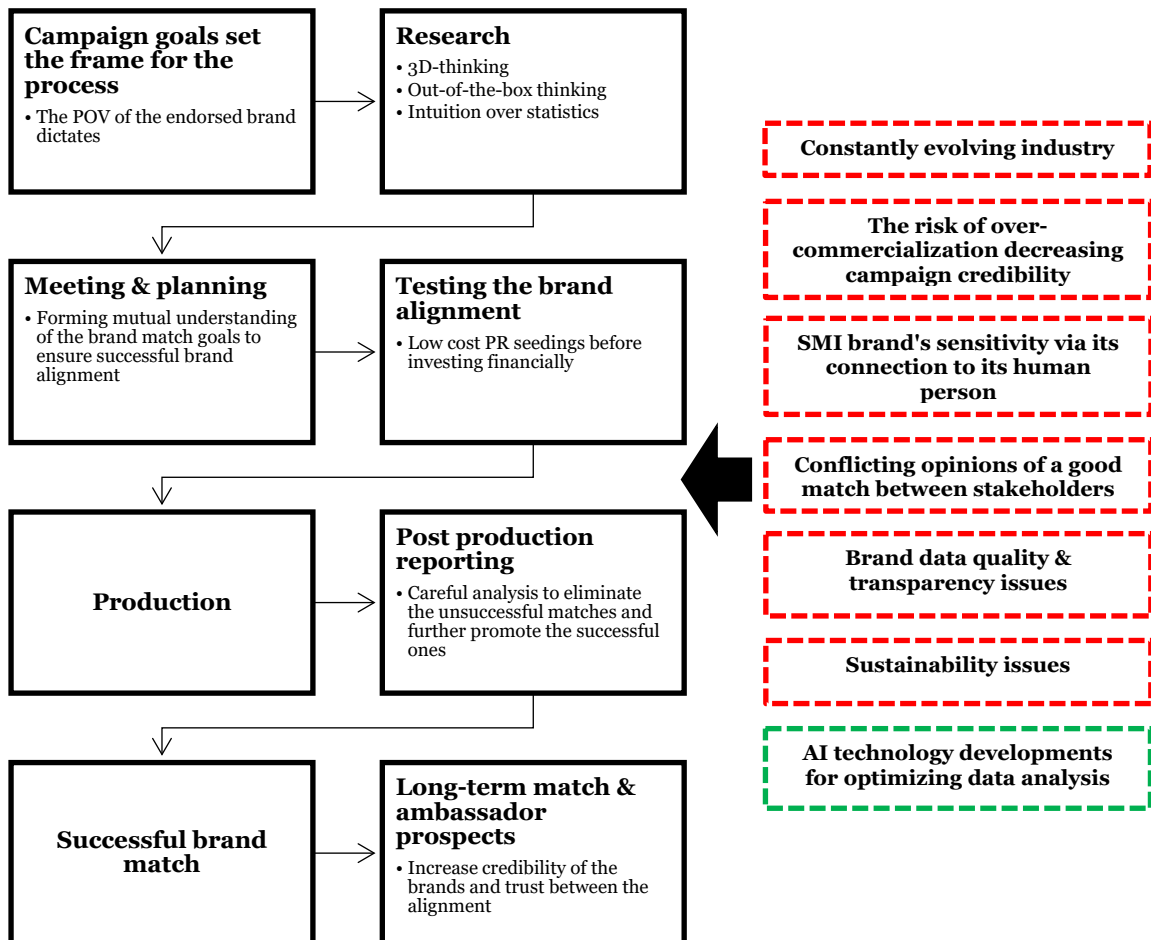 Campaign goals set
the frame for the
process
• The POV of the endorsed brand
dictates
Research
• 3D-thinking
• Out-of-the-box thinking
• Intuition over statistics
Meeting & planning
• Forming mutual understanding
of the brand match goals to
ensure successful brand
alignment
Testing the brand
alignment
• Low cost PR seedings before
investing financially
Production
Post production
reporting
• Careful analysis to eliminate
the unsuccessful matches and
further promote the successful
ones
Successful brand
match
Long-term match &
ambassador
prospects
• Increase credibility of the
brands and trust between the
alignment
Constantly evolving industry
The risk of over-
commercialization decreasing
campaign credibility
SMI brand's sensitivity via its
connection to its human
person
Conflicting opinions of a good
match between stakeholders
Brand data quality &
transparency issues
Sustainability issues
AI technology developments
for optimizing data analysis